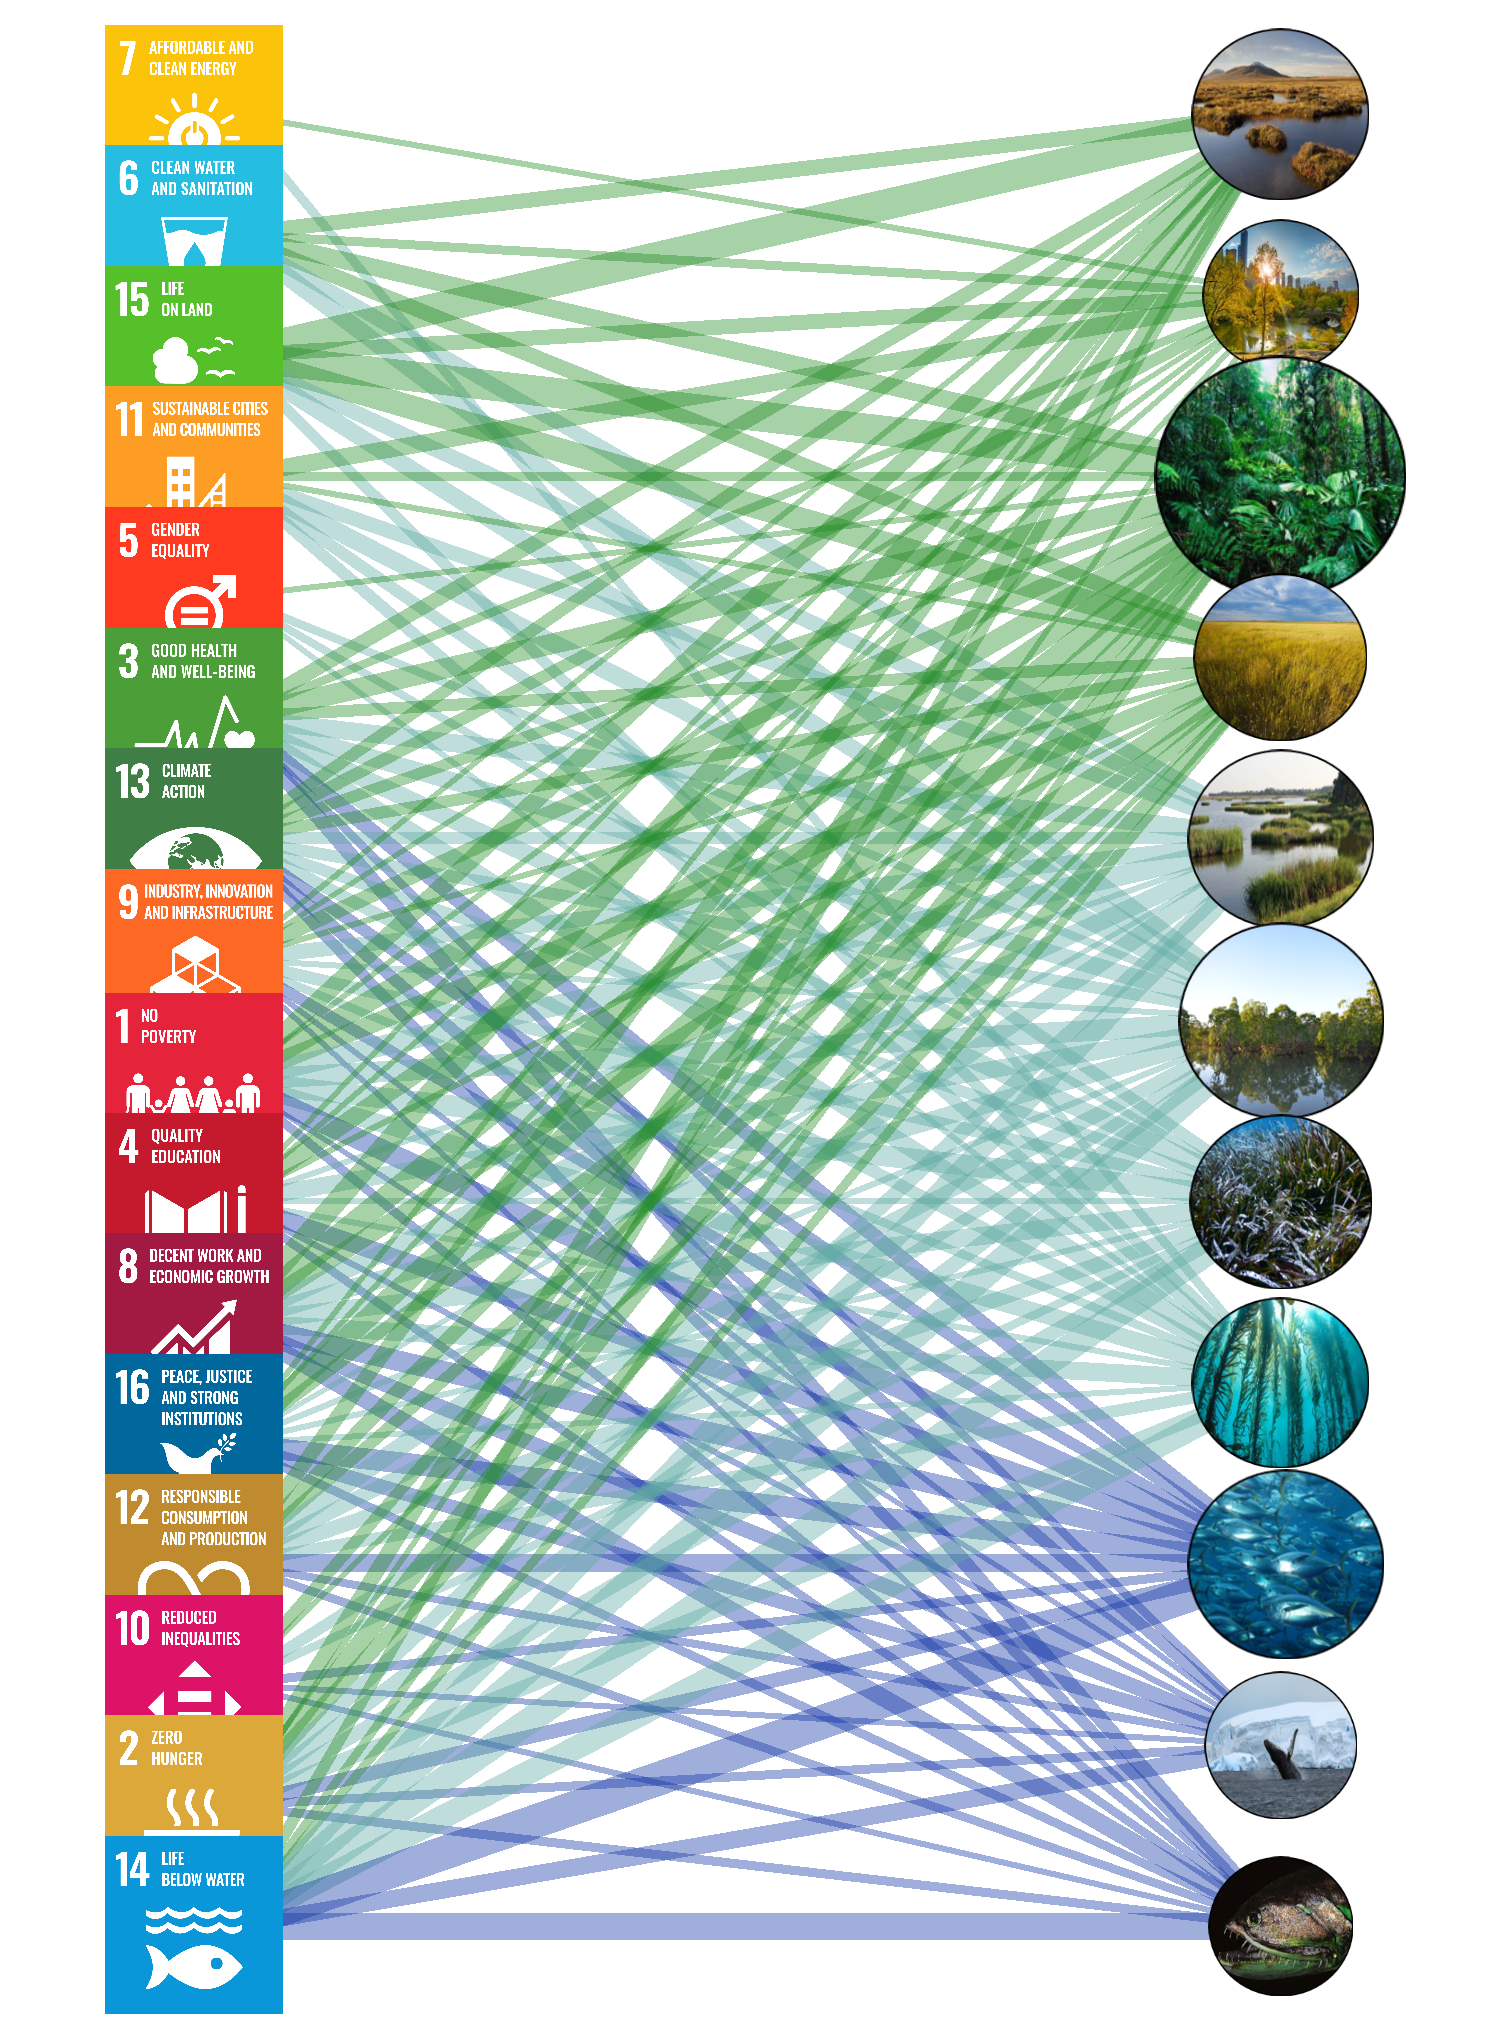 7 AFFORDABLE AND
CLEAN ENERGY
6 CLEAN WATER
AND SANITATION
15 LIFE
ON LAND
11 SUSTAINABLE CITIES
AND COMMUNITIES
5 GENDER
EQUALITY
3 GOOD HEALTH
AND WELL-BEING
13 CLIMATE
ACTION
9 INDUSTRY, INNOVATION
AND INFRASTRUCTURE
1 NO
POVERTY
4 QUALITY
EDUCATION
8 DECENT WORK AND
ECONOMIC GROWTH
16 PEACE, JUSTICE
AND STRONG
INSTITUTIONS
12 RESPONSIBLE
CONSUMPTION
AND PRODUCTION
10 REDUCED
INEQUALITIES
2 ZERO
HUNGER
14 LIFE
BELOW WATER